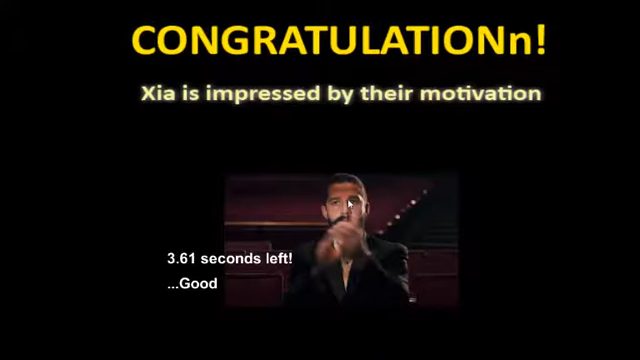 CONGRATULATIONn!
Xia is impressed by their motivation
3.61 seconds left!
...Good